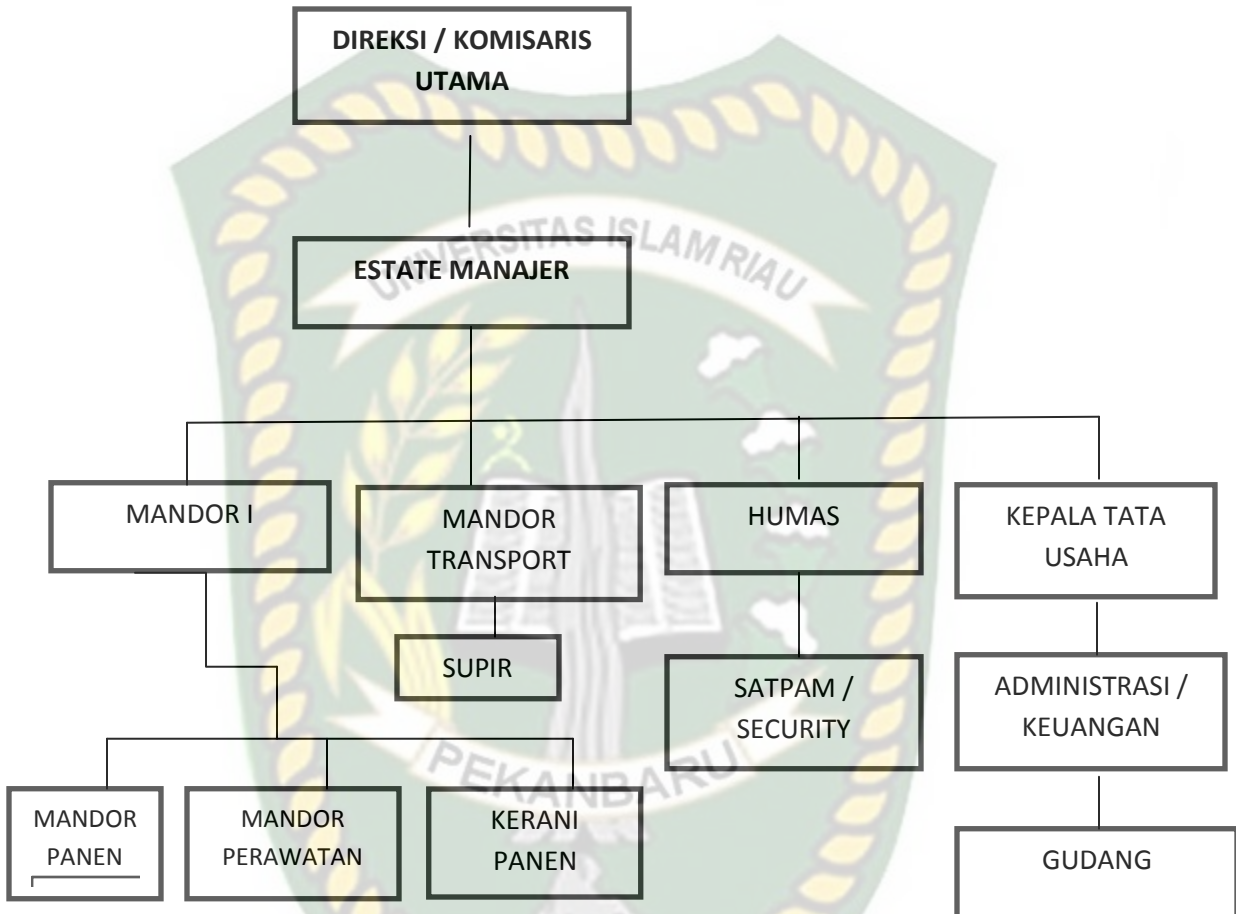 DIREKSI / KOMISARIS
UTAMA
UNIVERSITAS ISLAM RIAU
ESTATE MANAJER
MANDOR I
MANDOR
TRANSPORT
HUMAS
KEPALA TATA
USAHA
SUPIR
SATPAM /
SECURITY
ADMINISTRASI /
KEUANGAN
PEKANBARU
MANDOR
PANEN
MANDOR
PERAWATAN
KERANI
PANEN
GUDANG